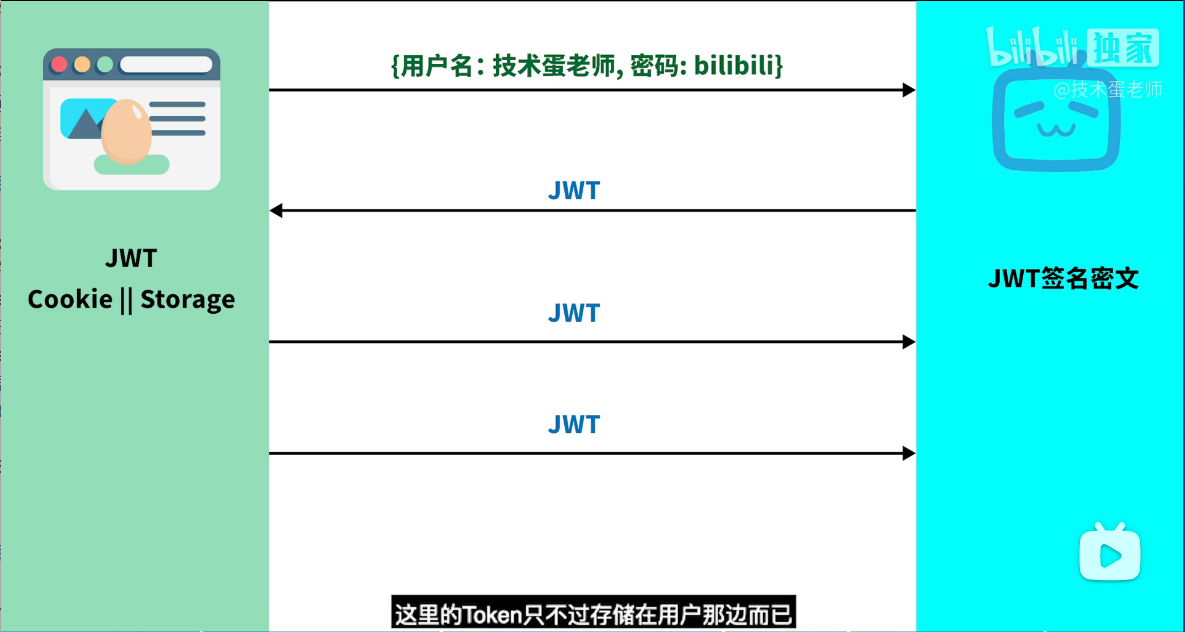 {用户名: 技术蛋老师, 密码: bilibili}
bilibili 独家
@技术蛋老师
JWT
JWT
Cookie || Storage
JWT签名密文
JWT
JWT
这里的Token只不过存储在用户那边而已